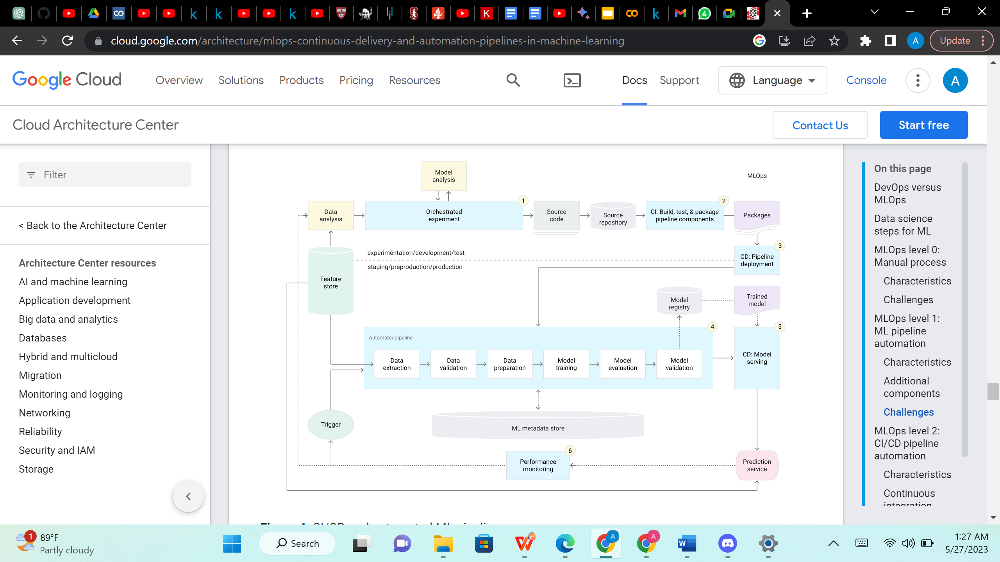 cloud.google.com/architecture/mlops-continuous-delivery-and-automation-pipelines-in-machine-learning
A
Update
Google Cloud
Overview
Solutions
Products
Pricing
Resources
Docs
Support
Language
Console
A
Cloud Architecture Center
Contact Us
Start free
Filter
< Back to the Architecture Center
Architecture Center resources
AI and machine learning
Application development
Big data and analytics
Databases
Hybrid and multicloud
Migration
Monitoring and logging
Networking
Reliability
Security and IAM
Storage
Model
analysis
MLOps
Data
analysis
Orchestrated
experiment
1
Source
code
Source
repository
CI: Build, test, & package
pipeline components
2
Packages
experimentation/development/test
staging/preproduction/production
CD: Pipeline
deployment
3
Feature
store
Model
registry
Trained
model
Automatedpipeline
4
5
Data
extraction
Data
validation
Data
preparation
Model
training
Model
evaluation
Model
validation
CD: Model
serving
Trigger
ML metadata store
Performance
monitoring
6
Prediction
service
On this page
DevOps versus
MLOps
Data science
steps for ML
MLOps level 0:
Manual process
Characteristics
Challenges
MLOps level 1:
ML pipeline
automation
Characteristics
Additional
components
Challenges
MLOps level 2:
CI/CD pipeline
automation
Characteristics
Continuous
integration
1
89°F
Partly cloudy
Search
1:27 AM
5/27/2023